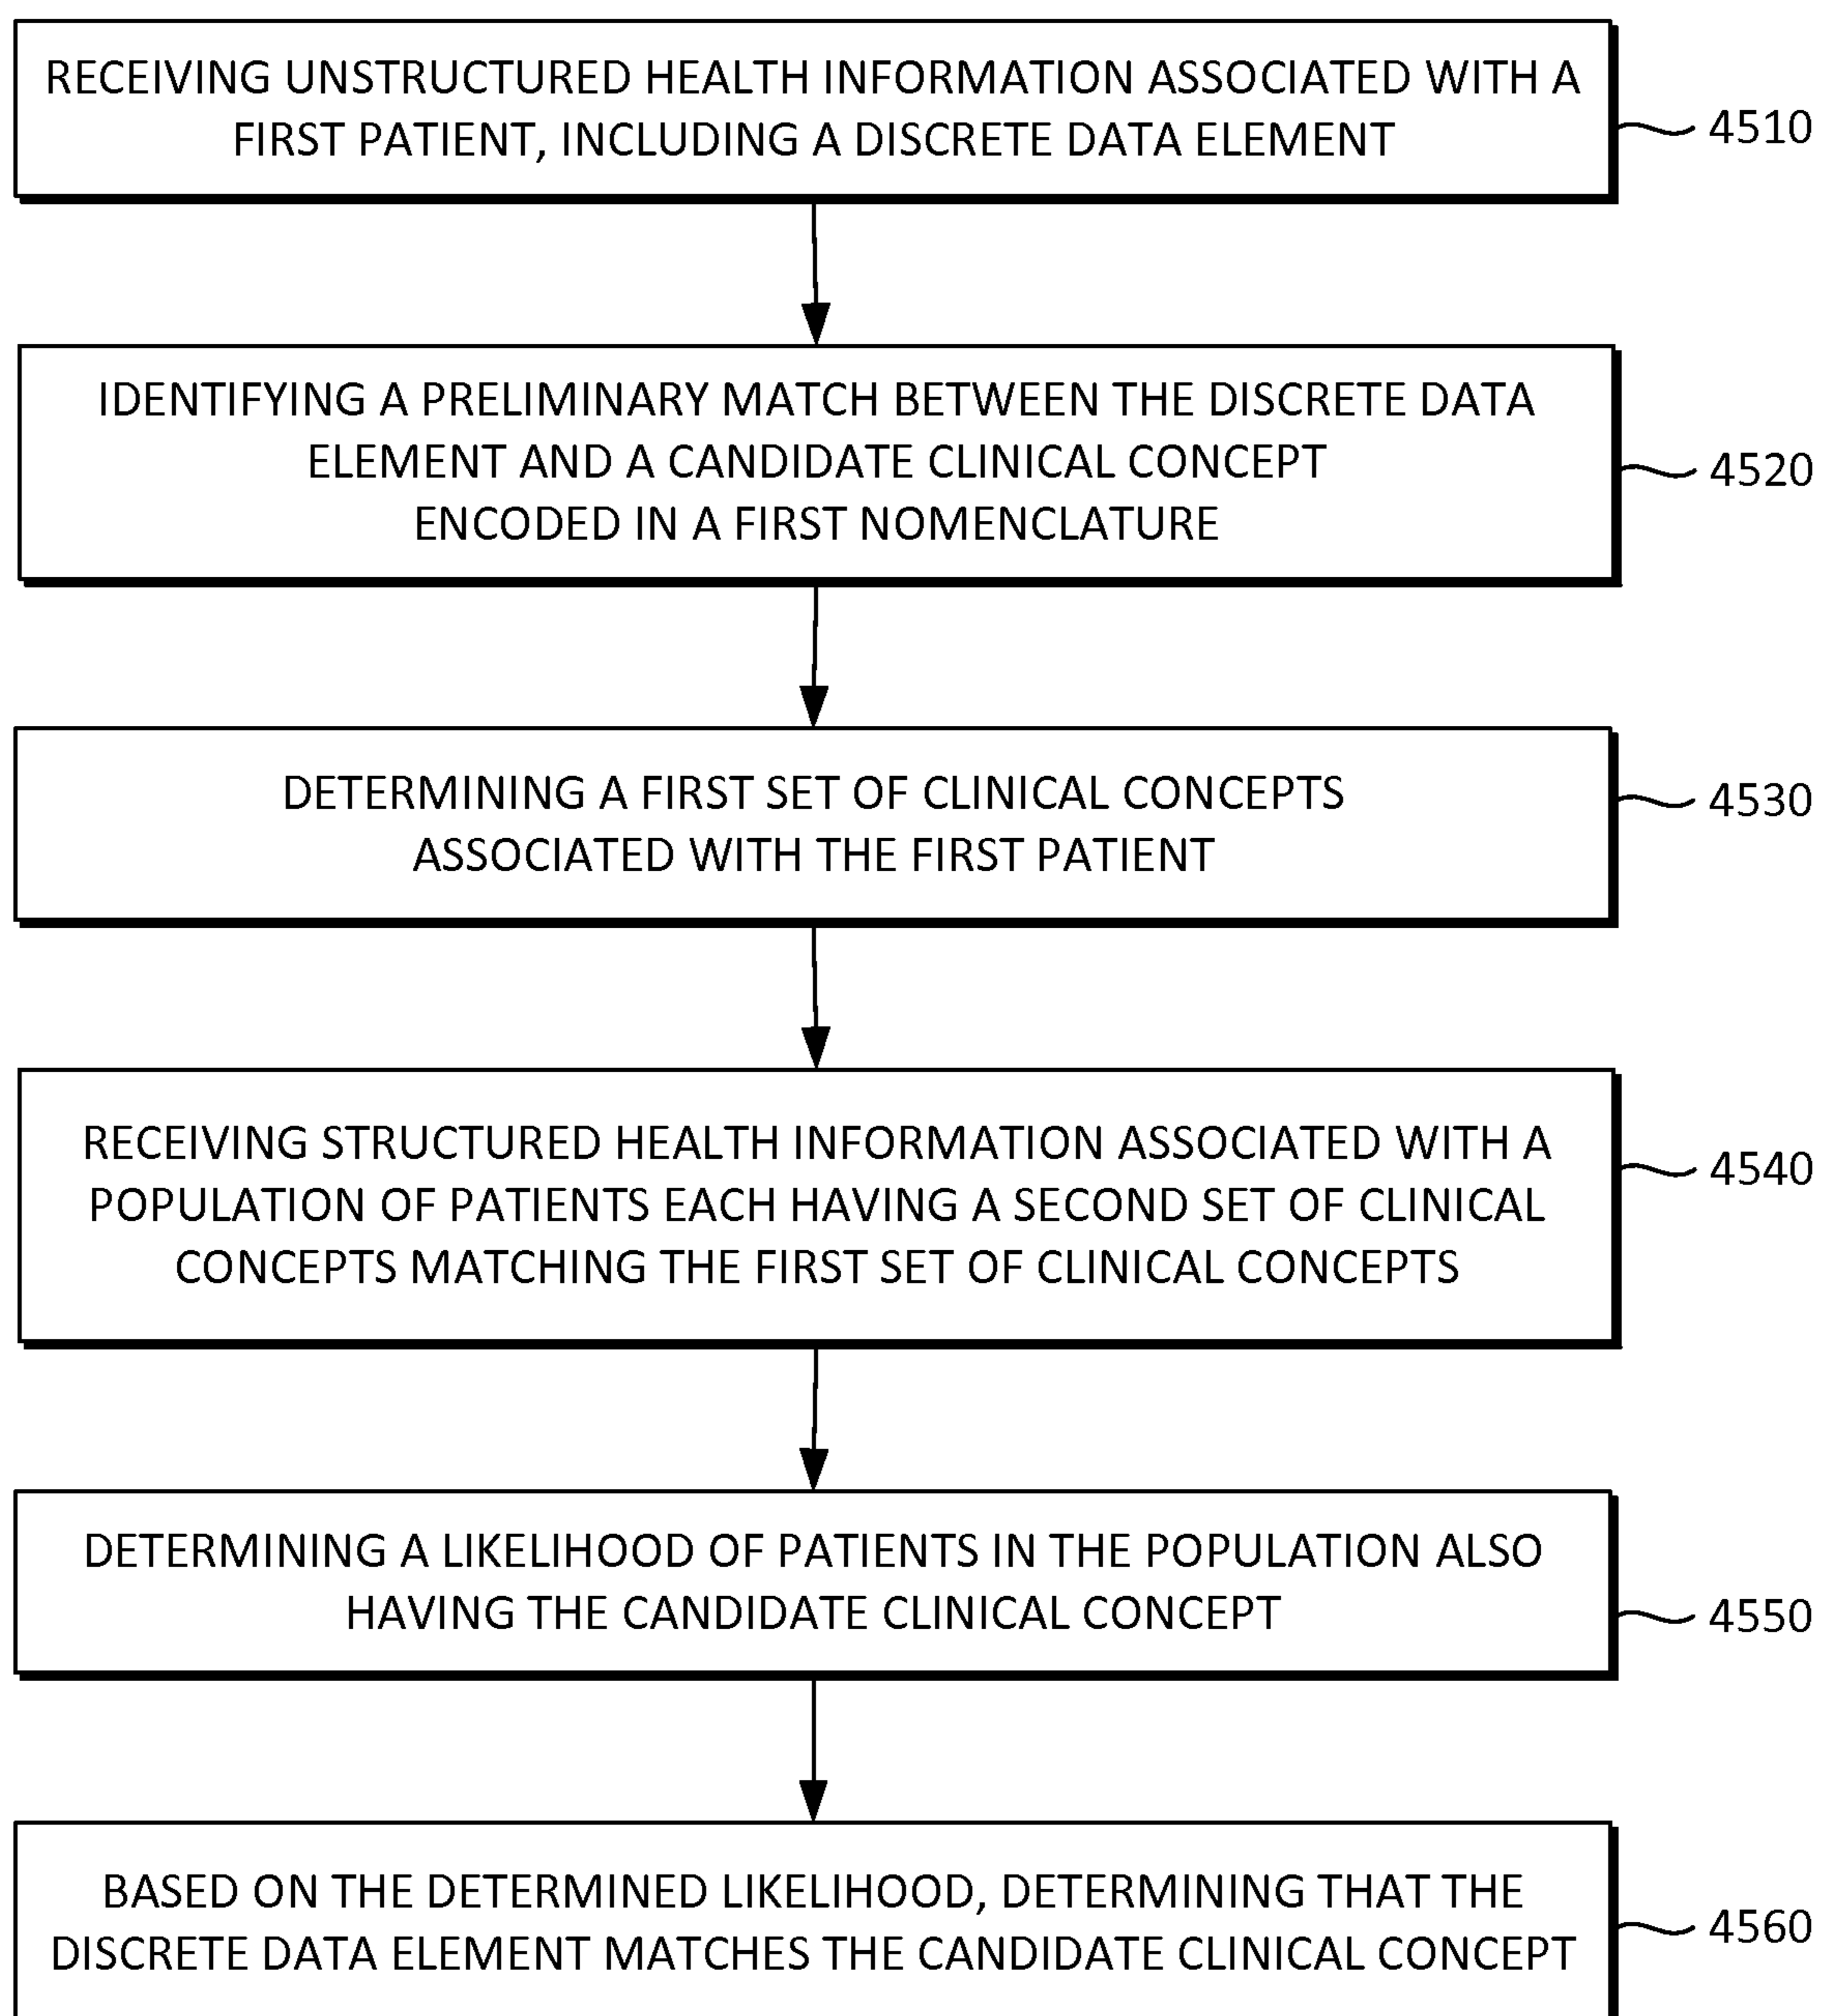 RECEIVING UNSTRUCTURED HEALTH INFORMATION ASSOCIATED WITH A
FIRST PATIENT, INCLUDING A DISCRETE DATA ELEMENT
4510
IDENTIFYING A PRELIMINARY MATCH BETWEEN THE DISCRETE DATA
ELEMENT AND A CANDIDATE CLINICAL CONCEPT
ENCODED IN A FIRST NOMENCLATURE
4520
DETERMINING A FIRST SET OF CLINICAL CONCEPTS
ASSOCIATED WITH THE FIRST PATIENT
4530
RECEIVING STRUCTURED HEALTH INFORMATION ASSOCIATED WITH A
POPULATION OF PATIENTS EACH HAVING A SECOND SET OF CLINICAL
CONCEPTS MATCHING THE FIRST SET OF CLINICAL CONCEPTS
4540
DETERMINING A LIKELIHOOD OF PATIENTS IN THE POPULATION ALSO
HAVING THE CANDIDATE CLINICAL CONCEPT
4550
BASED ON THE DETERMINED LIKELIHOOD, DETERMINING THAT THE
DISCRETE DATA ELEMENT MATCHES THE CANDIDATE CLINICAL CONCEPT
4560